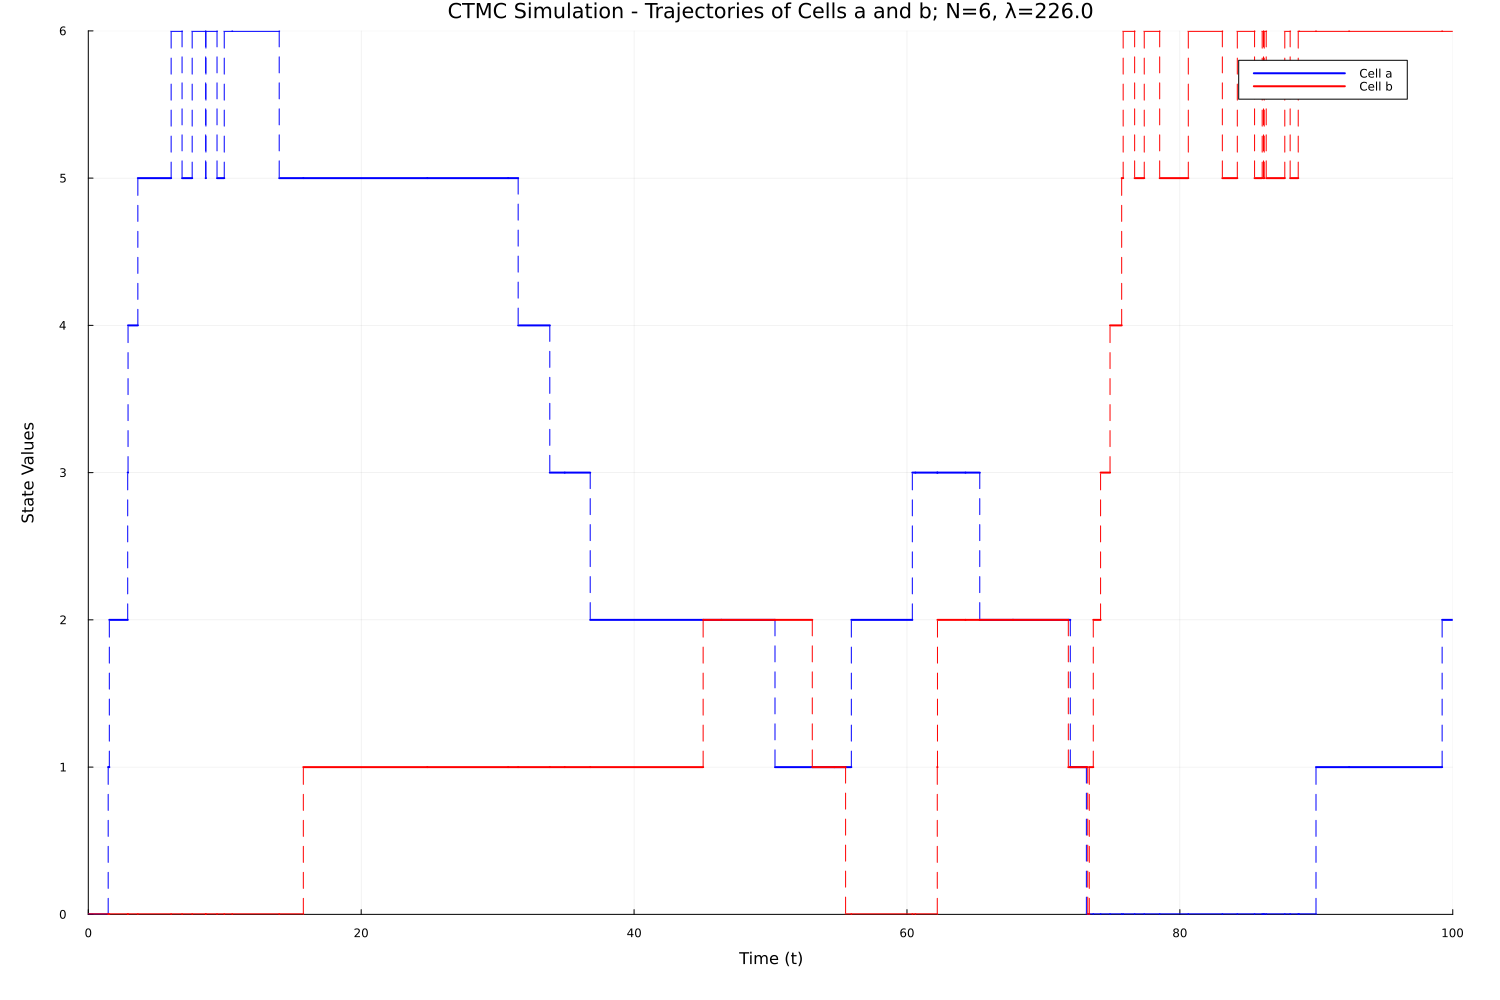 CTMC Simulation - Trajectories of Cells a and b; N=6, λ=226.0
6
Cell a
Cell b
5
4
State Values
3
2
1
0
0 20 40 60 80 100
Time (t)